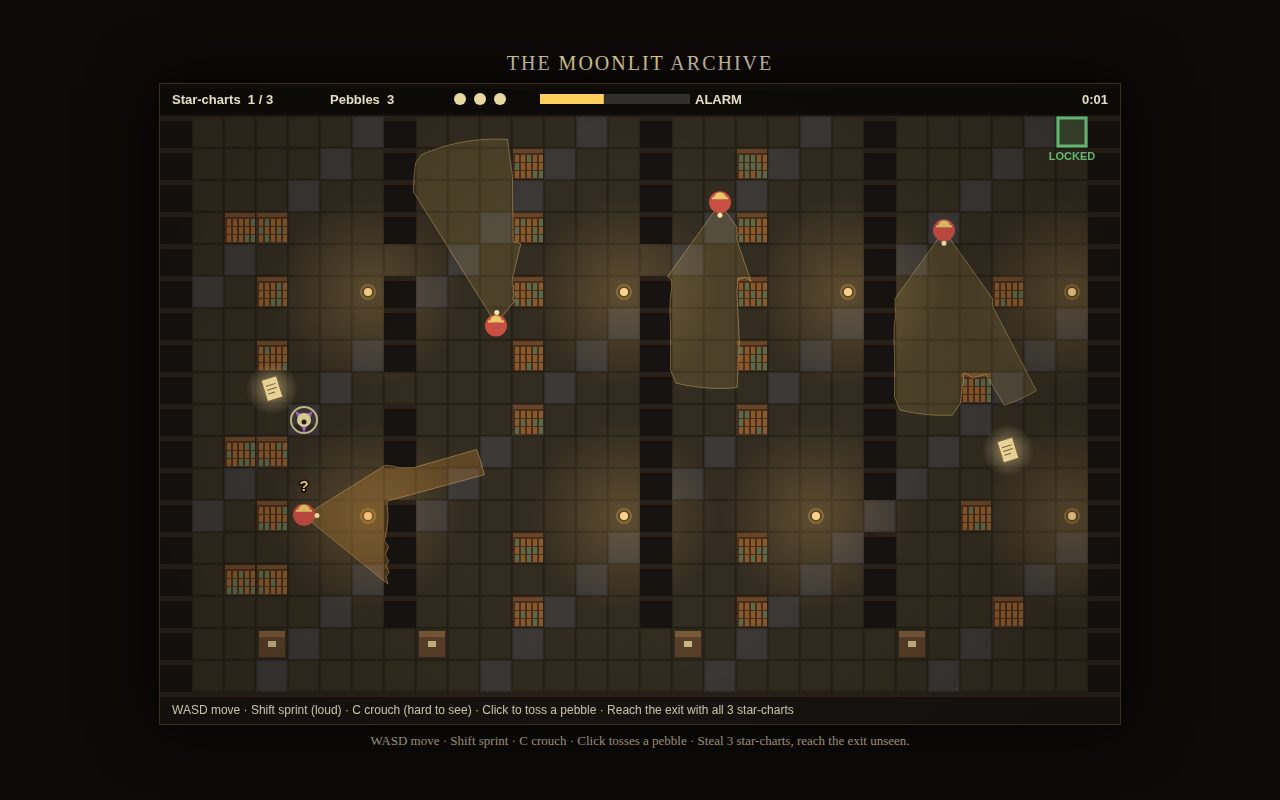 THE MOONLIT ARCHIVE
Star-charts 1 / 3 Pebbles 3 ALARM 0:01
LOCKED
?
WASD move · Shift sprint (loud) · C crouch (hard to see) · Click to toss a pebble · Reach the exit with all 3 star-charts
WASD move · Shift sprint · C crouch · Click tosses a pebble · Steal 3 star-charts, reach the exit unseen.